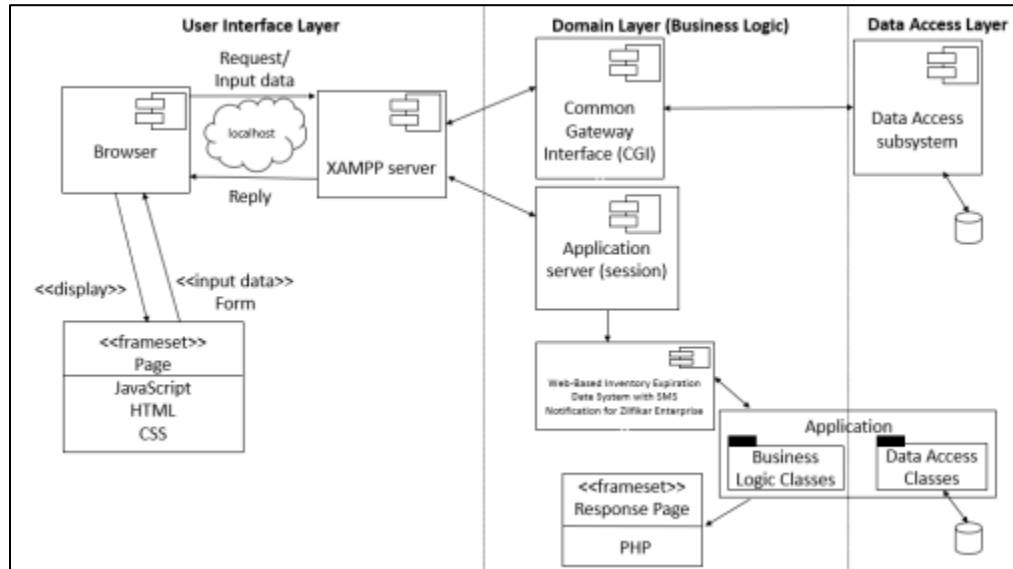 User Interface Layer
Domain Layer (Business Logic)
Data Access Layer
Request/
Input data
localhost
Browser
XAMPP server
Reply
Common
Gateway
Interface (CGI)
Data Access
subsystem
Application
server (session)
<<display>>
<<input data>>
Form
<<frameset>>
Page
JavaScript
HTML
CSS
Web-Based Inventory Expiration
Data System with SMS
Notification for Zilfikar Enterprise
Application
Business
Logic Classes
Data Access
Classes
<<frameset>>
Response Page
PHP